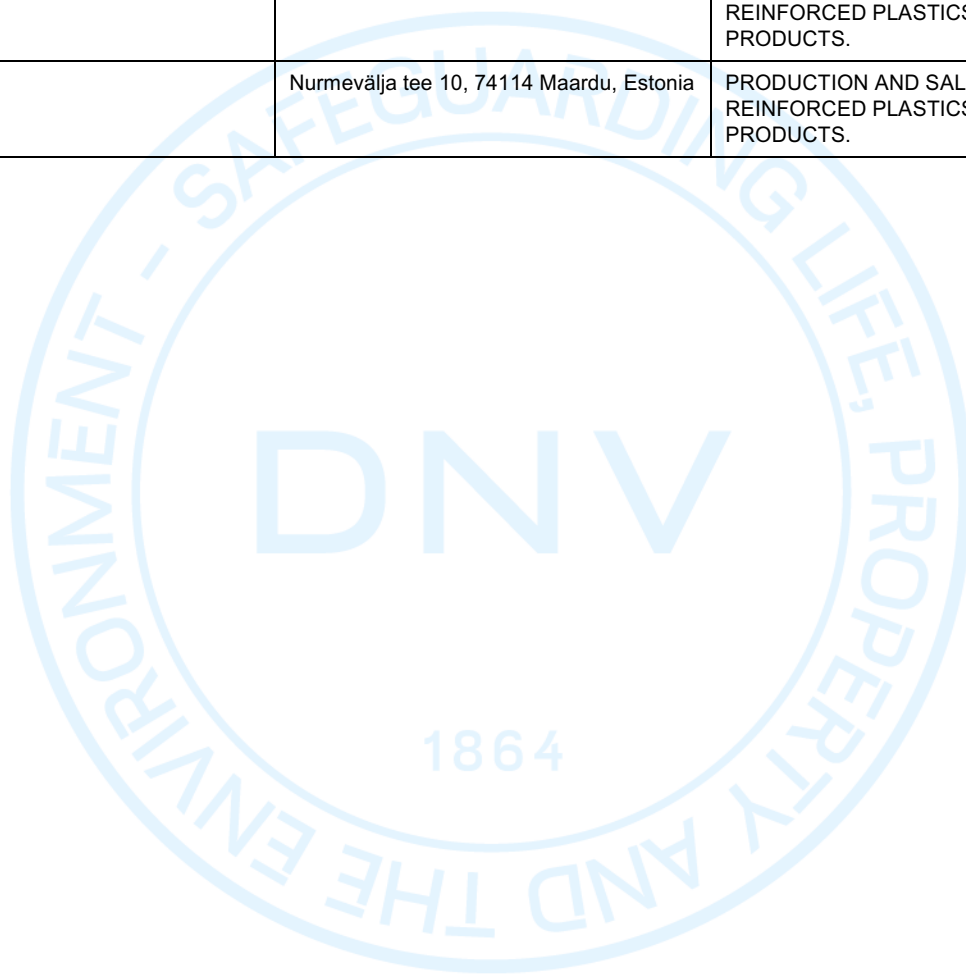 REINFORCED PLASTICS
PRODUCTS.
Nurmevälja tee 10, 74114 Maardu, Estonia
PRODUCTION AND SAL
REINFORCED PLASTICS
PRODUCTS.
SAFEGUARDING LIFE, PROPERTY AND THE ENVIRONMENT -
DNV
1864